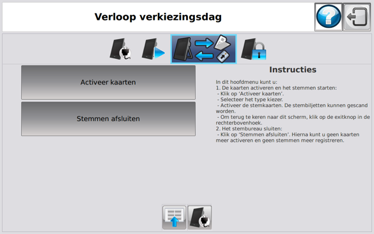 Verloop verkiezingsdag
Activeer kaarten
Stemmen afsluiten
Instructies
In dit hoofdmenu kunt u:
1. De kaarten activeren en het stemmen starten:
- Klik op 'Activeer kaarten'.
- Selecteer het type kiezer.
- Activeer de stemkaarten. De stembiljetten kunnen gescand
worden.
- Om terug te keren naar dit scherm, klik op de exitknop in de
rechterbovenhoek.
2. Het stembureau sluiten:
- Klik op 'Stemmen afsluiten'. Hierna kunt u geen kaarten
meer activeren en geen stemmen meer registreren.